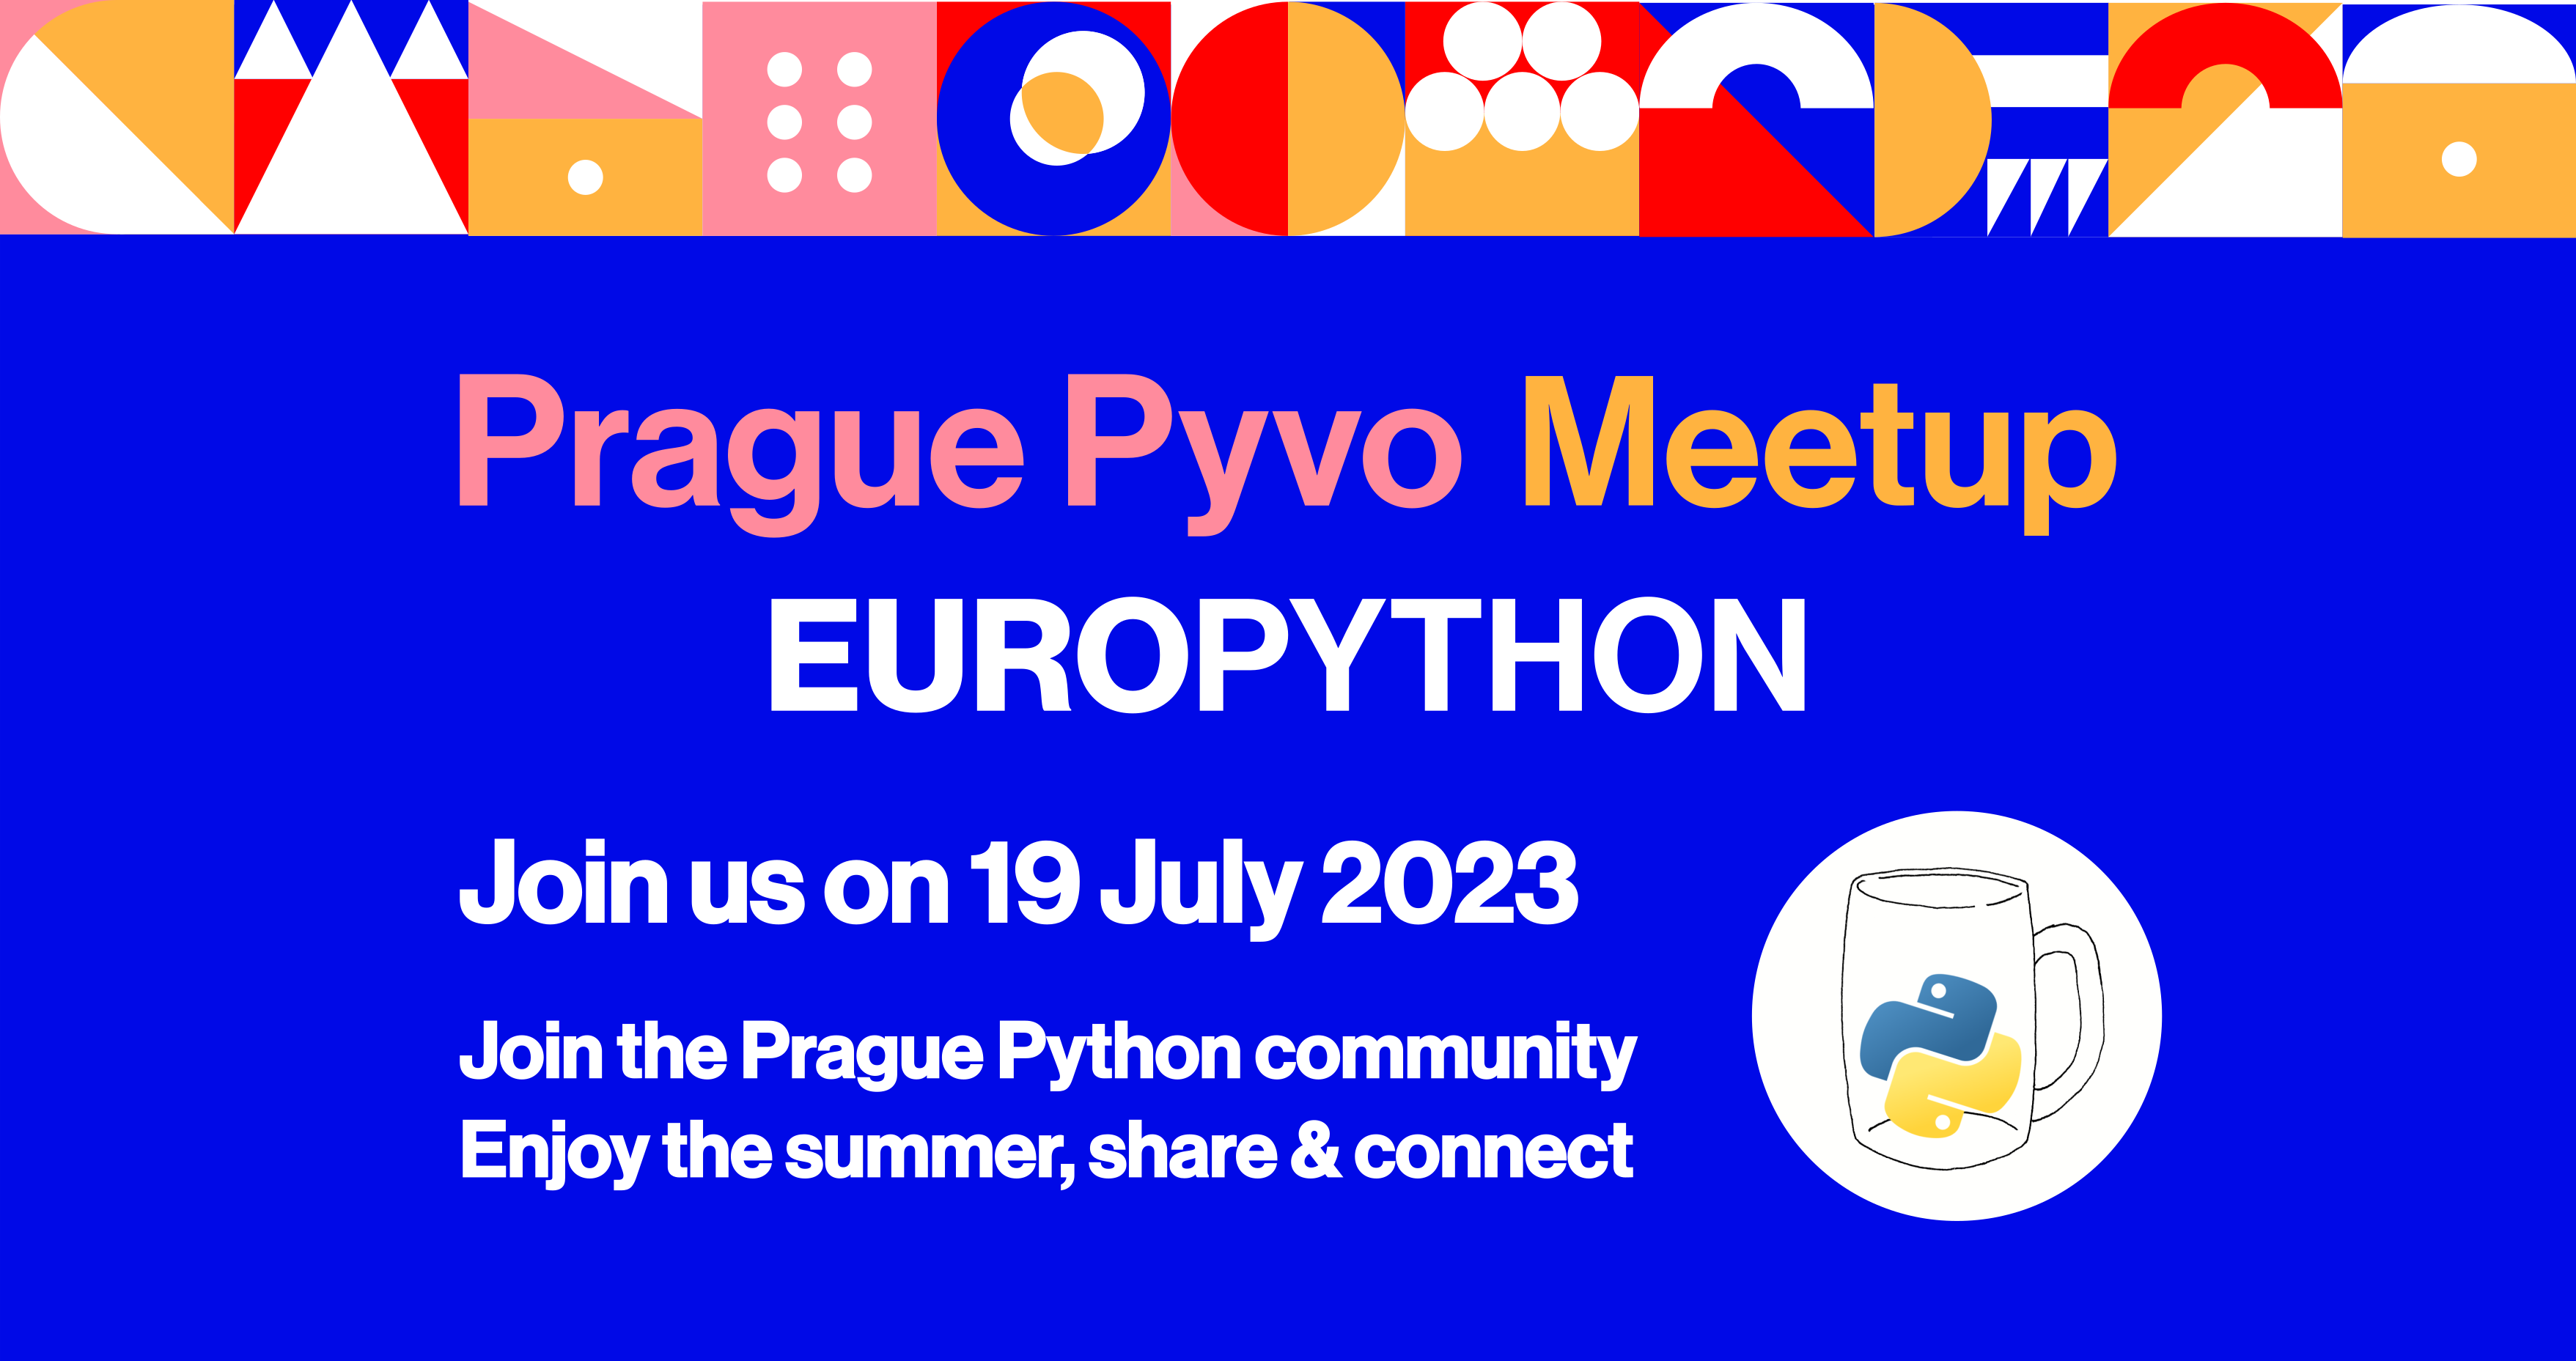 Prague Pyvo Meetup
EUROPYTHON
Join us on 19 July 2023
Join the Prague Python community
Enjoy the summer, share & connect